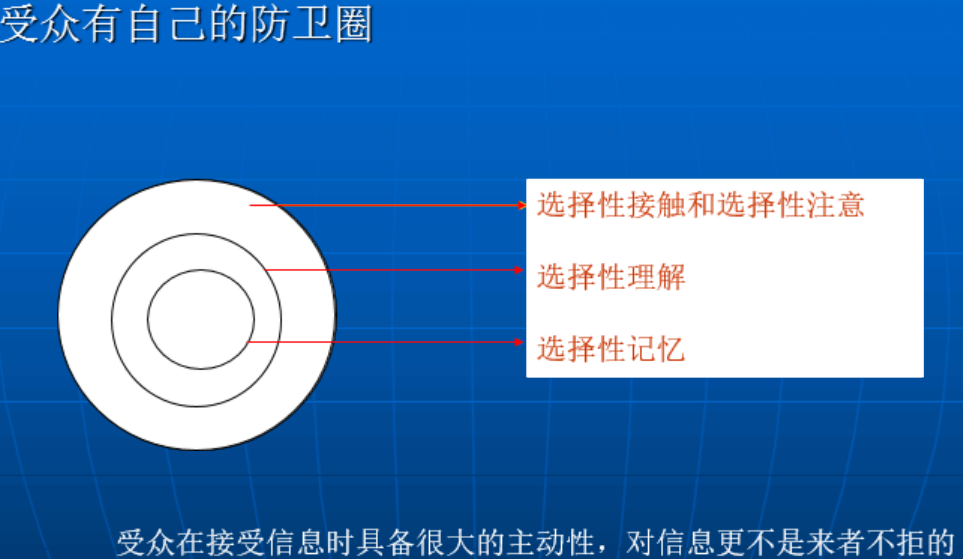 受众有自己的防卫圈
选择性接触和选择性注意
选择性理解
选择性记忆
受众在接受信息时具备很大的主动性，对信息更不是来者不拒的